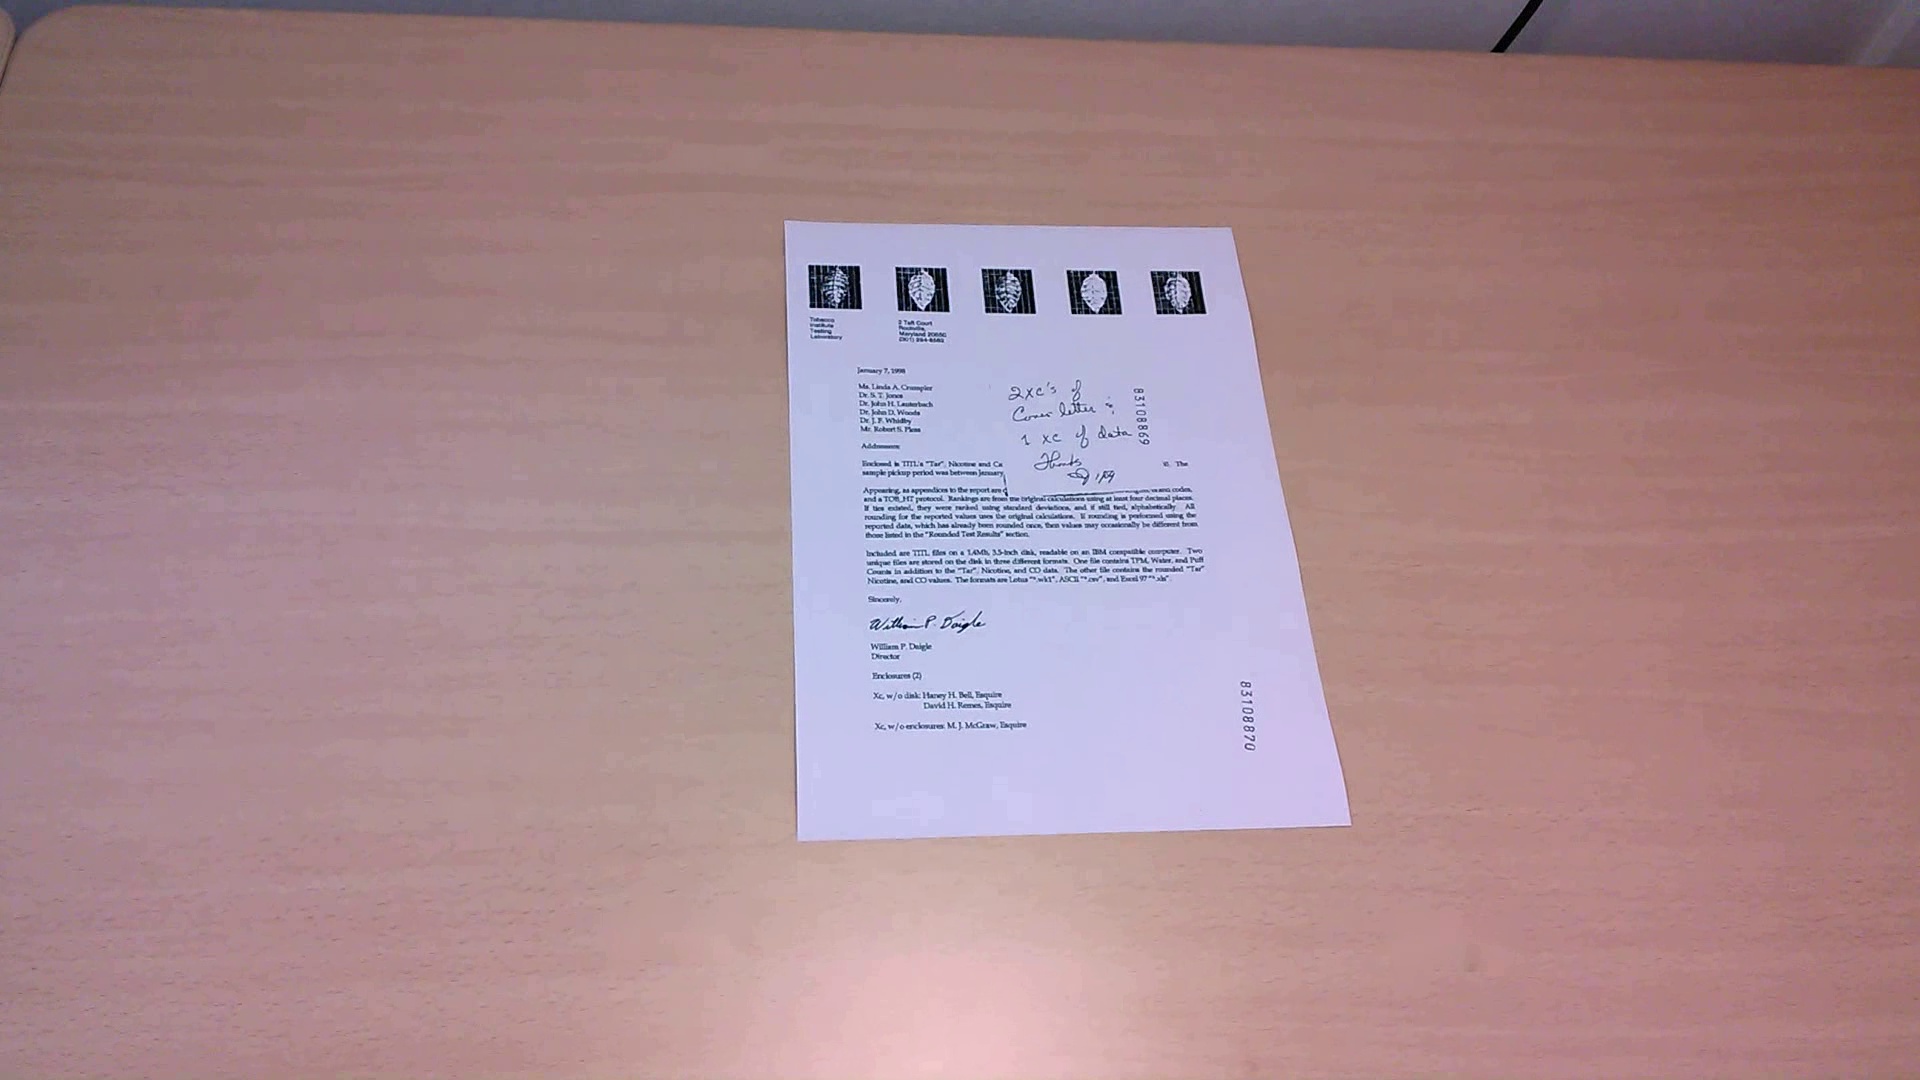 Tobacco
Institute
Testing
Laboratory
2 Taft Court
Rockville,
Maryland 20850
(301)
January 7, 1998
Ms. Linda A. Crumpler
Dr. S. T. Jones
Dr. John H. Lauterbach
Dr. John D. Woods
Dr. J. F. Whidby
Mr. Robert S. Pless
Addressees:
2 xc's of
Cover letter &
1 xc of data
Thanks
83108869
Enclosed is TITL's "Tar", Nicotine and Ca
The
sample pickup period was between January
Appearing, as appendices to the report are
codes,
and a TOB_HT protocol. Rankings are from the original calculations using at least four decimal places.
If ties existed, they were ranked using standard deviations, and if still tied, alphabetically. All
rounding for the reported values uses the original calculations. If rounding is performed using the
reported data, which has already been rounded once, then values may occasionally be different from
those listed in the "Rounded Test Results" section.
Included are TITL files on a 1.4Mb, 3.5-inch disk, readable on an IBM compatible computer. Two
unique files are stored on the disk in three different formats. One file contains TPM, Water, and Puff
Counts in addition to the "Tar", Nicotine, and CO data. The other file contains the rounded "Tar"
Nicotine, and CO values. The formats are Lotus "*.wk1", ASCII "*.csv", and Excel 97 "*.xls".
Sincerely,
William P. Daigle
William P. Daigle
Director
Enclosures (2)
Xc, w/o disk: Haney H. Bell, Esquire
David H. Remes, Esquire
Xc, w/o enclosures: M. J. McGraw, Esquire
83108870